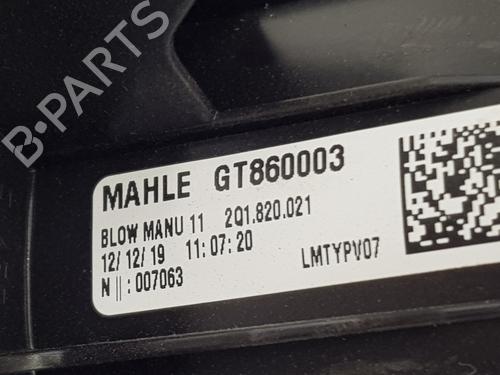 B-PARTS
MAHLE GT860003
BLOW MANU 11 2Q1.820.021
12/12/19 11:07:20
LMTYPV07
N||:007063